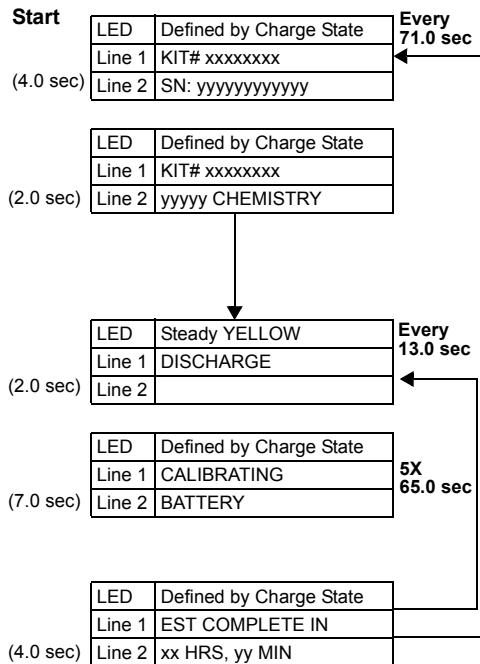 Start
Every
71.0 sec
LED Defined by Charge State
Line 1 KIT# xxxxxxxx
(4.0 sec) Line 2 SN: yyyyyyyyyyyy
LED Defined by Charge State
Line 1 KIT# xxxxxxxx
(2.0 sec) Line 2 yyyyy CHEMISTRY
LED Steady YELLOW
Every
13.0 sec
Line 1 DISCHARGE
(2.0 sec) Line 2
LED Defined by Charge State
Line 1 CALIBRATING
5X
65.0 sec
(7.0 sec) Line 2 BATTERY
LED Defined by Charge State
Line 1 EST COMPLETE IN
(4.0 sec) Line 2 xx HRS, yy MIN